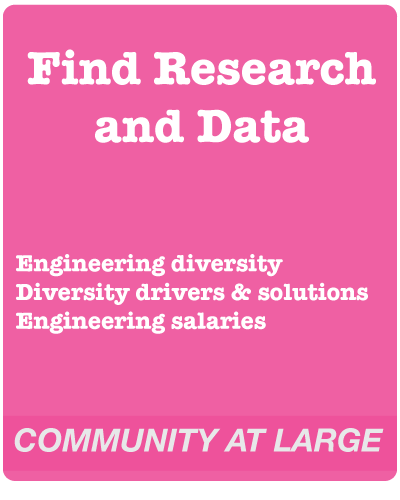 Find Research
and Data
Engineering diversity
Diversity drivers & solutions
Engineering salaries
COMMUNITY AT LARGE